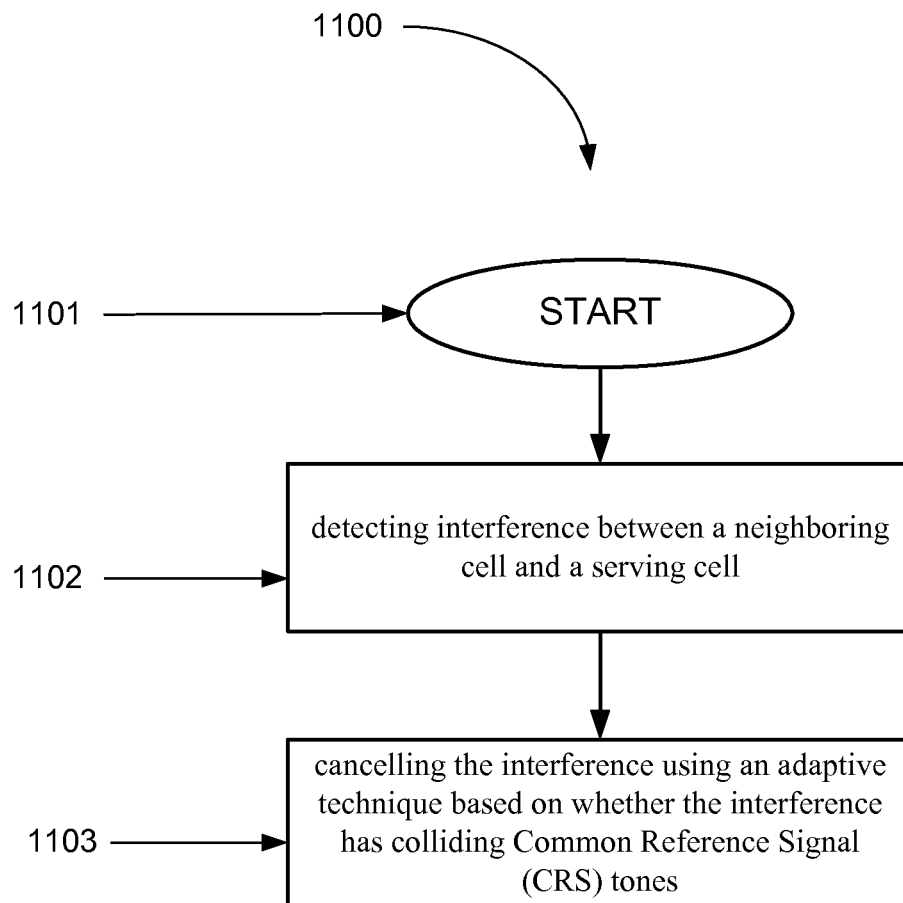 1100
1101
START
1102
detecting interference between a neighboring
cell and a serving cell
1103
cancelling the interference using an adaptive
technique based on whether the interference
has colliding Common Reference Signal
(CRS) tones